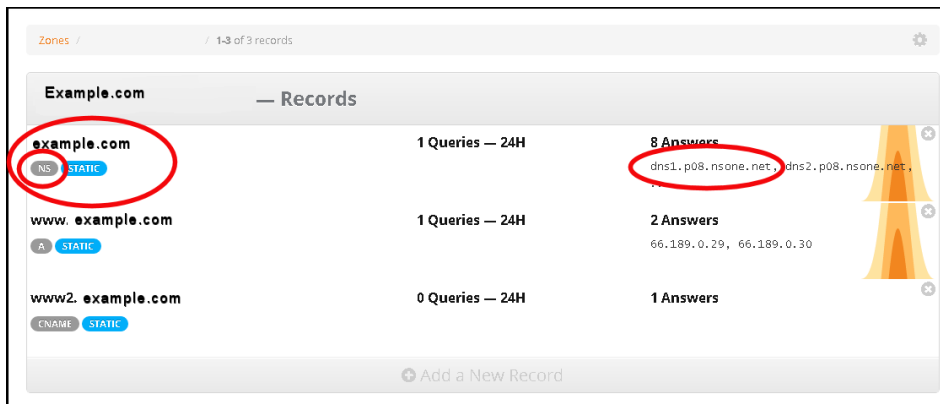 Zones / / 1-3 of 3 records
Example.com — Records
example.com 1 Queries — 24H 8 Answers
NS STATIC dns1.p08.nsone.net, dns2.p08.nsone.net,
www. example.com 1 Queries — 24H 2 Answers
A STATIC 66.189.0.29, 66.189.0.30
www2. example.com 0 Queries — 24H 1 Answers
CNAME STATIC
Add a New Record